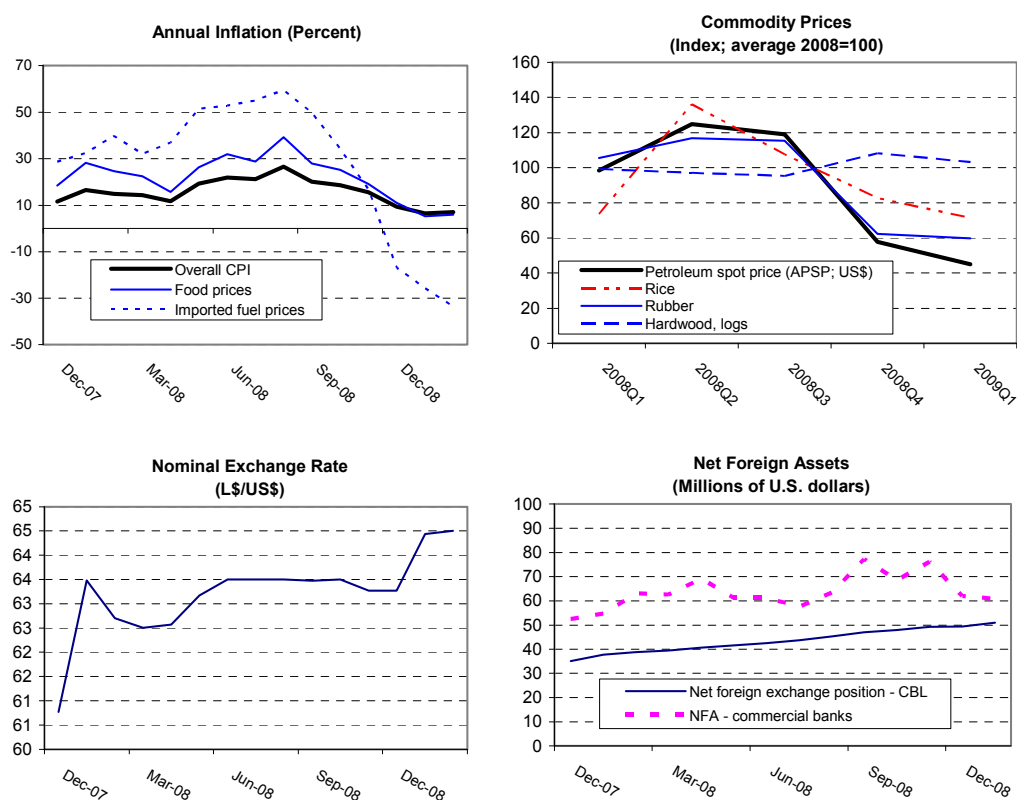 Annual Inflation (Percent)
70
50
30
10
-10
-30
-50
Overall CPI
Food prices
Imported fuel prices
Dec-07
Mar-08
Jun-08
Sep-08
Dec-08
Commodity Prices
(Index; average 2008=100)
160
140
120
100
80
60
40
20
0
Petroleum spot price (APSP; US$)
Rice
Rubber
Hardwood, logs
2008Q1
2008Q2
2008Q3
2008Q4
2009Q1
Nominal Exchange Rate
(L$/US$)
65
65
64
63
63
62
61
61
60
Dec-07
Mar-08
Jun-08
Sep-08
Dec-08
Net Foreign Assets
(Millions of U.S. dollars)
100
90
80
70
60
50
40
30
20
10
0
Net foreign exchange position - CBL
NFA - commercial banks
Dec-07
Mar-08
Jun-08
Sep-08
Dec-08